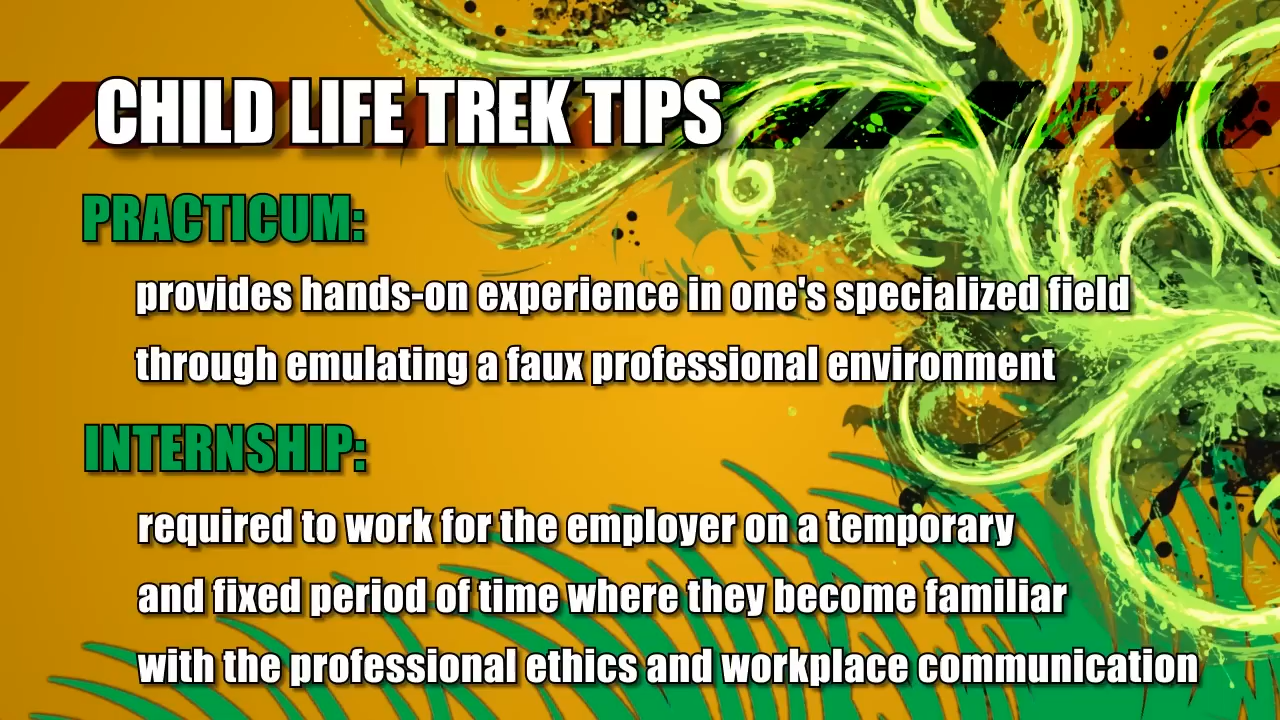 CHILD LIFE TREK TIPS
PRACTICUM:
provides hands-on experience in one's specialized field
through emulating a faux professional environment
INTERNSHIP:
required to work for the employer on a temporary
and fixed period of time where they become familiar
with the professional ethics and workplace communication